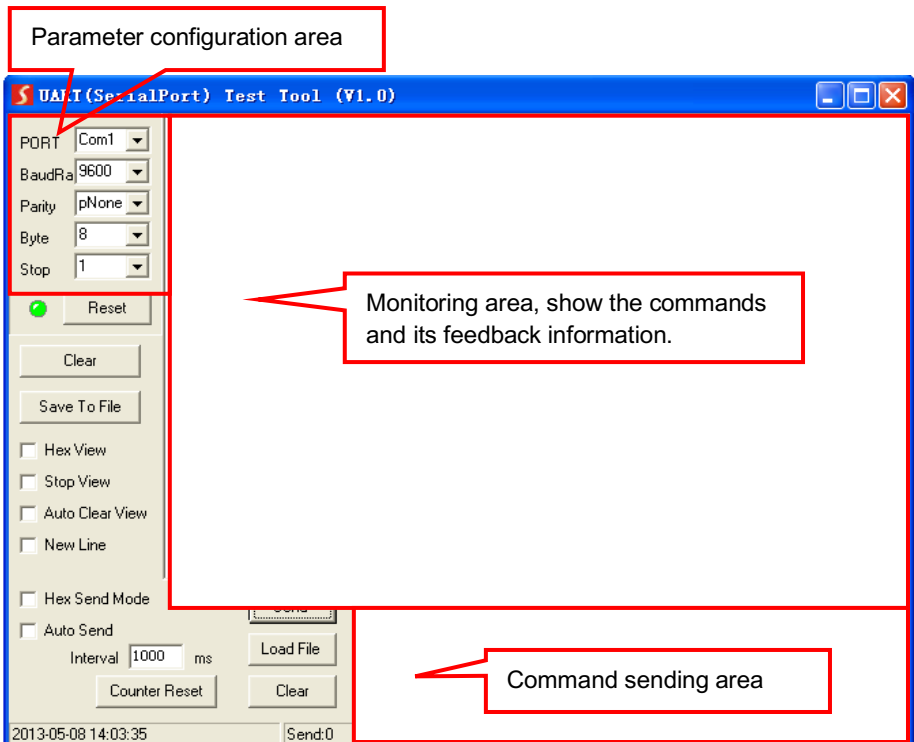 Parameter configuration area
UART(SerialPort) Test Tool (V1.0)
PORT Com1
BaudRa 9600
Parity pNone
Byte 8
Stop 1
Reset
Monitoring area, show the commands
and its feedback information.
Clear
Save To File
Hex View
Stop View
Auto Clear View
New Line
Hex Send Mode
Send
Auto Send
Interval 1000 ms
Load File
Command sending area
Counter Reset
Clear
2013-05-08 14:03:35
Send:0